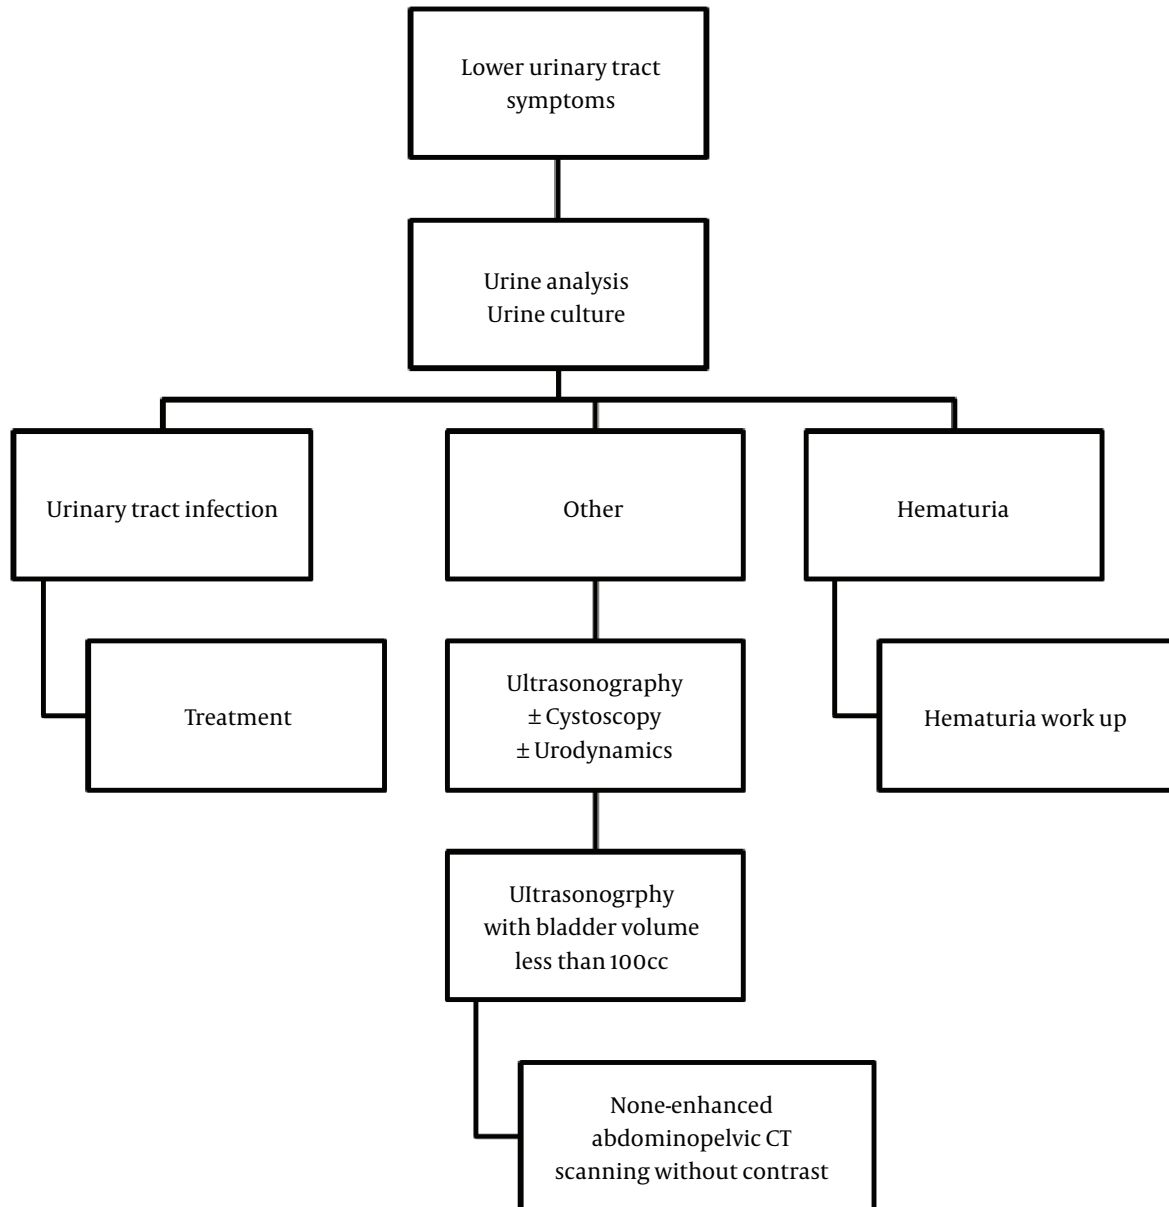 Lower urinary tract
symptoms
Urine analysis
Urine culture
Urinary tract infection
Other
Hematuria
Treatment
Ultrasonography
± Cystoscopy
± Urodynamics
Hematuria work up
UItrasonogrphy
with bladder volume
less than 100cc
None-enhanced
abdominopelvic CT
scanning without contrast